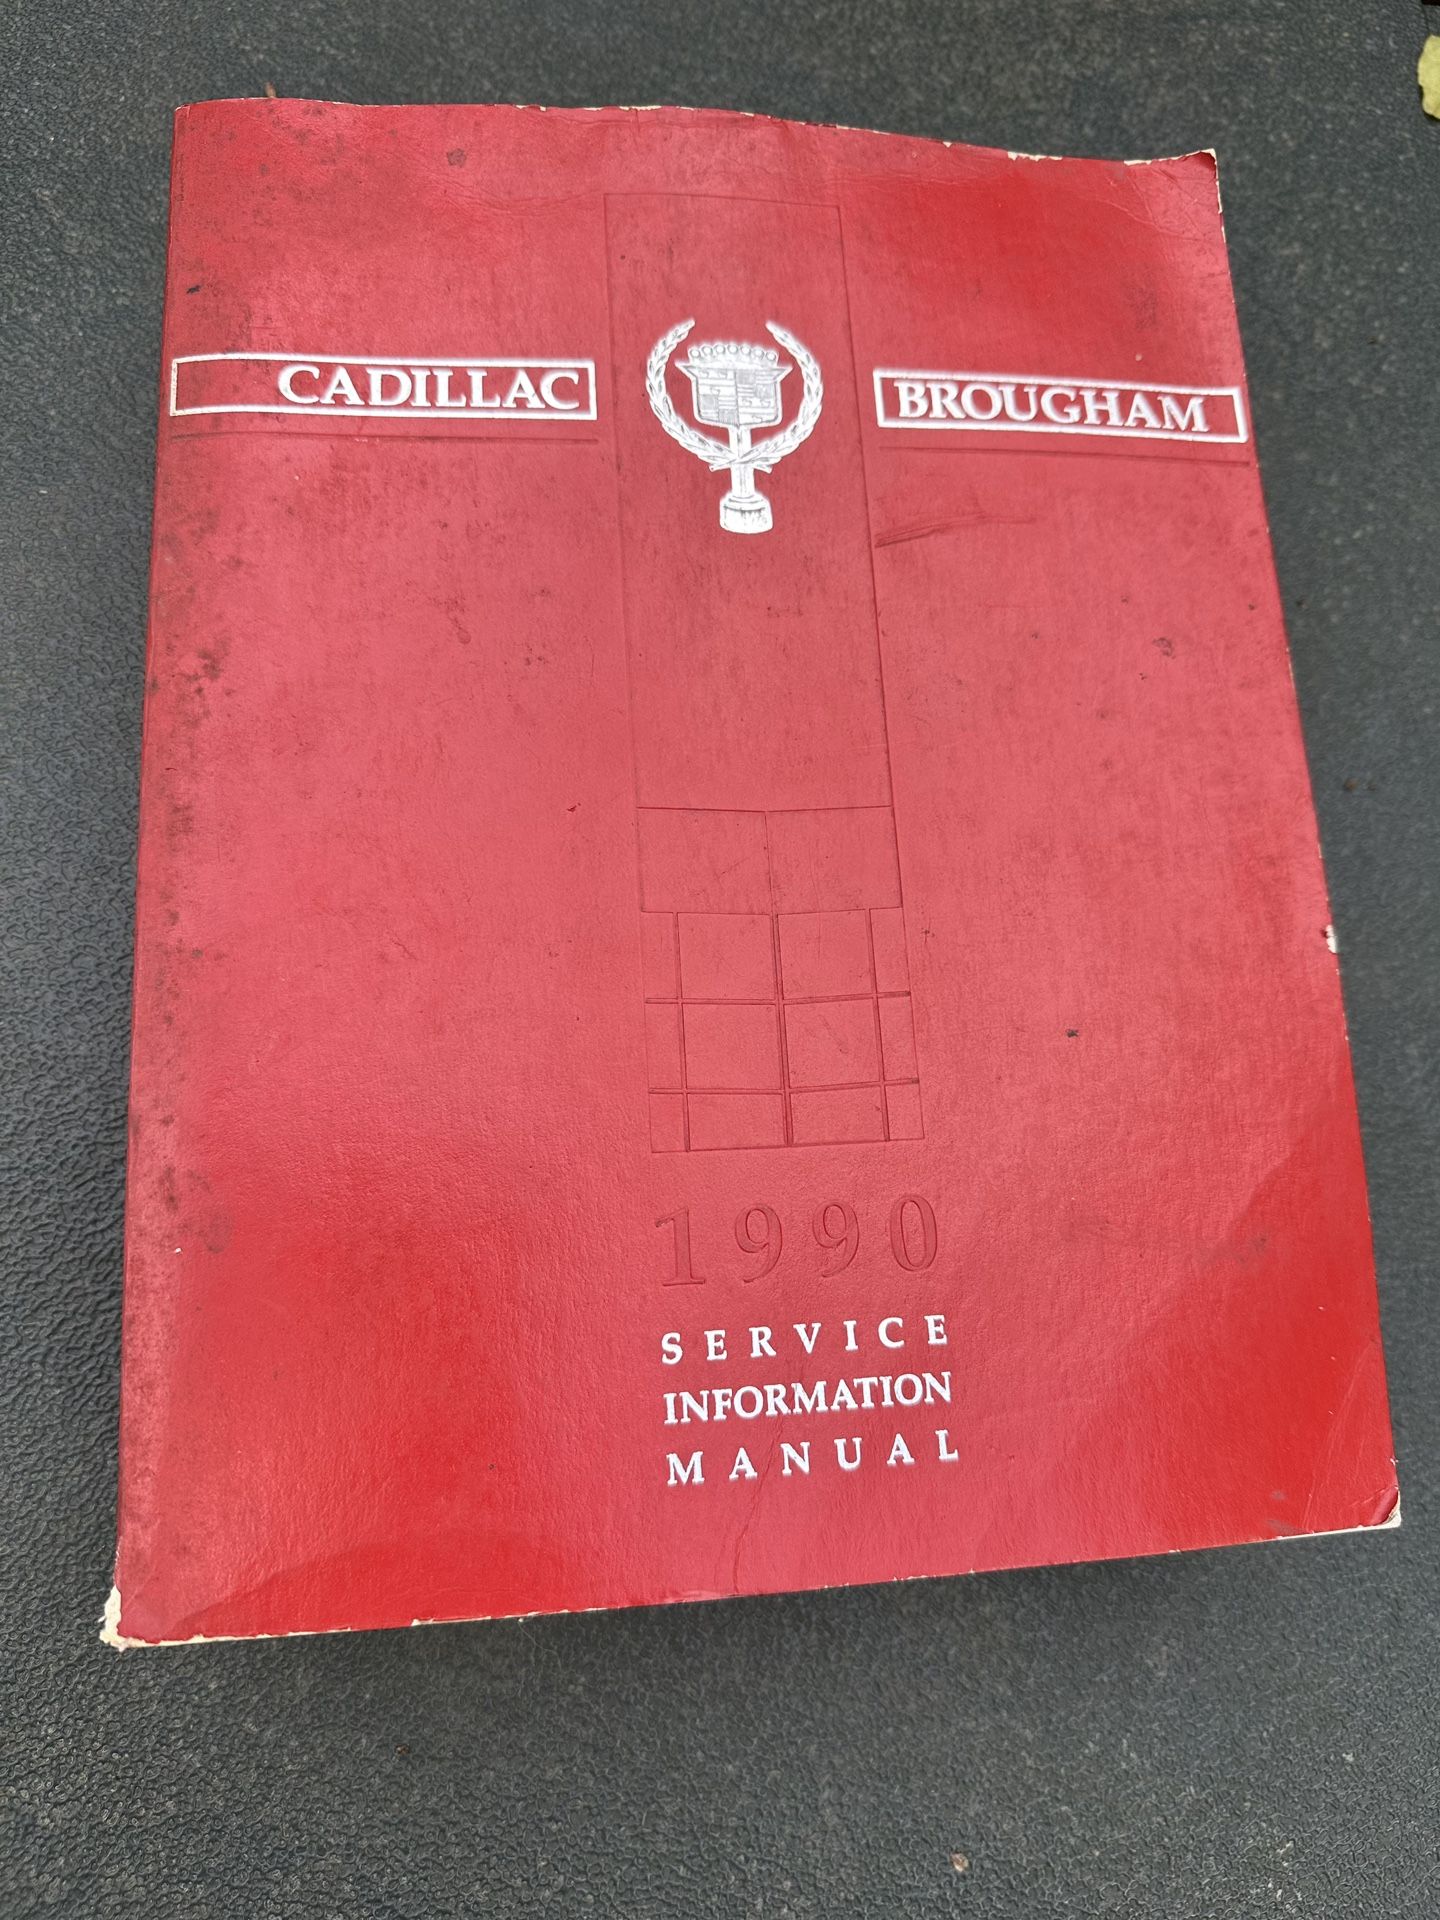 CADILLAC BROUGHAM
1990
SERVICE
INFORMATION
MANUAL